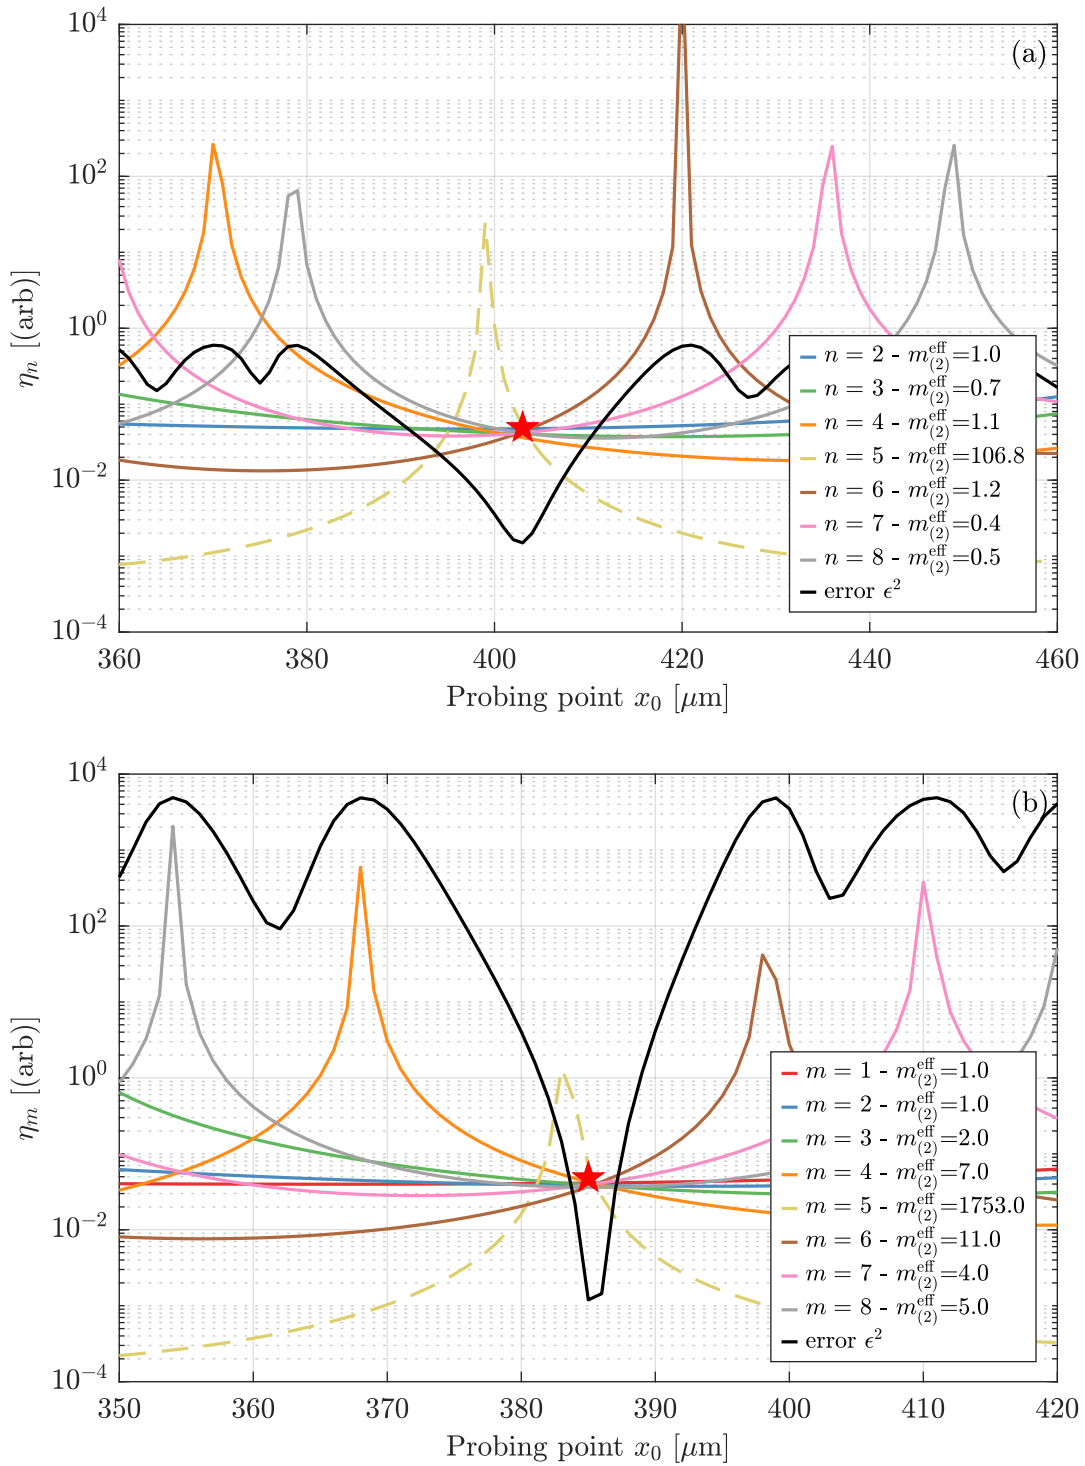 (a)
10^4
10^2
10^0
10^-2
10^-4
η_n [(arb)]
n = 2 - m^eff_(2)=1.0
n = 3 - m^eff_(2)=0.7
n = 4 - m^eff_(2)=1.1
n = 5 - m^eff_(2)=106.8
n = 6 - m^eff_(2)=1.2
n = 7 - m^eff_(2)=0.4
n = 8 - m^eff_(2)=0.5
error ϵ^2
360 380 400 420 440 460
Probing point x_0 [μm]
(b)
10^4
10^2
10^0
10^-2
10^-4
η_m [(arb)]
m = 1 - m^eff_(2)=1.0
m = 2 - m^eff_(2)=1.0
m = 3 - m^eff_(2)=2.0
m = 4 - m^eff_(2)=7.0
m = 5 - m^eff_(2)=1753.0
m = 6 - m^eff_(2)=11.0
m = 7 - m^eff_(2)=4.0
m = 8 - m^eff_(2)=5.0
error ϵ^2
350 360 370 380 390 400 410 420
Probing point x_0 [μm]